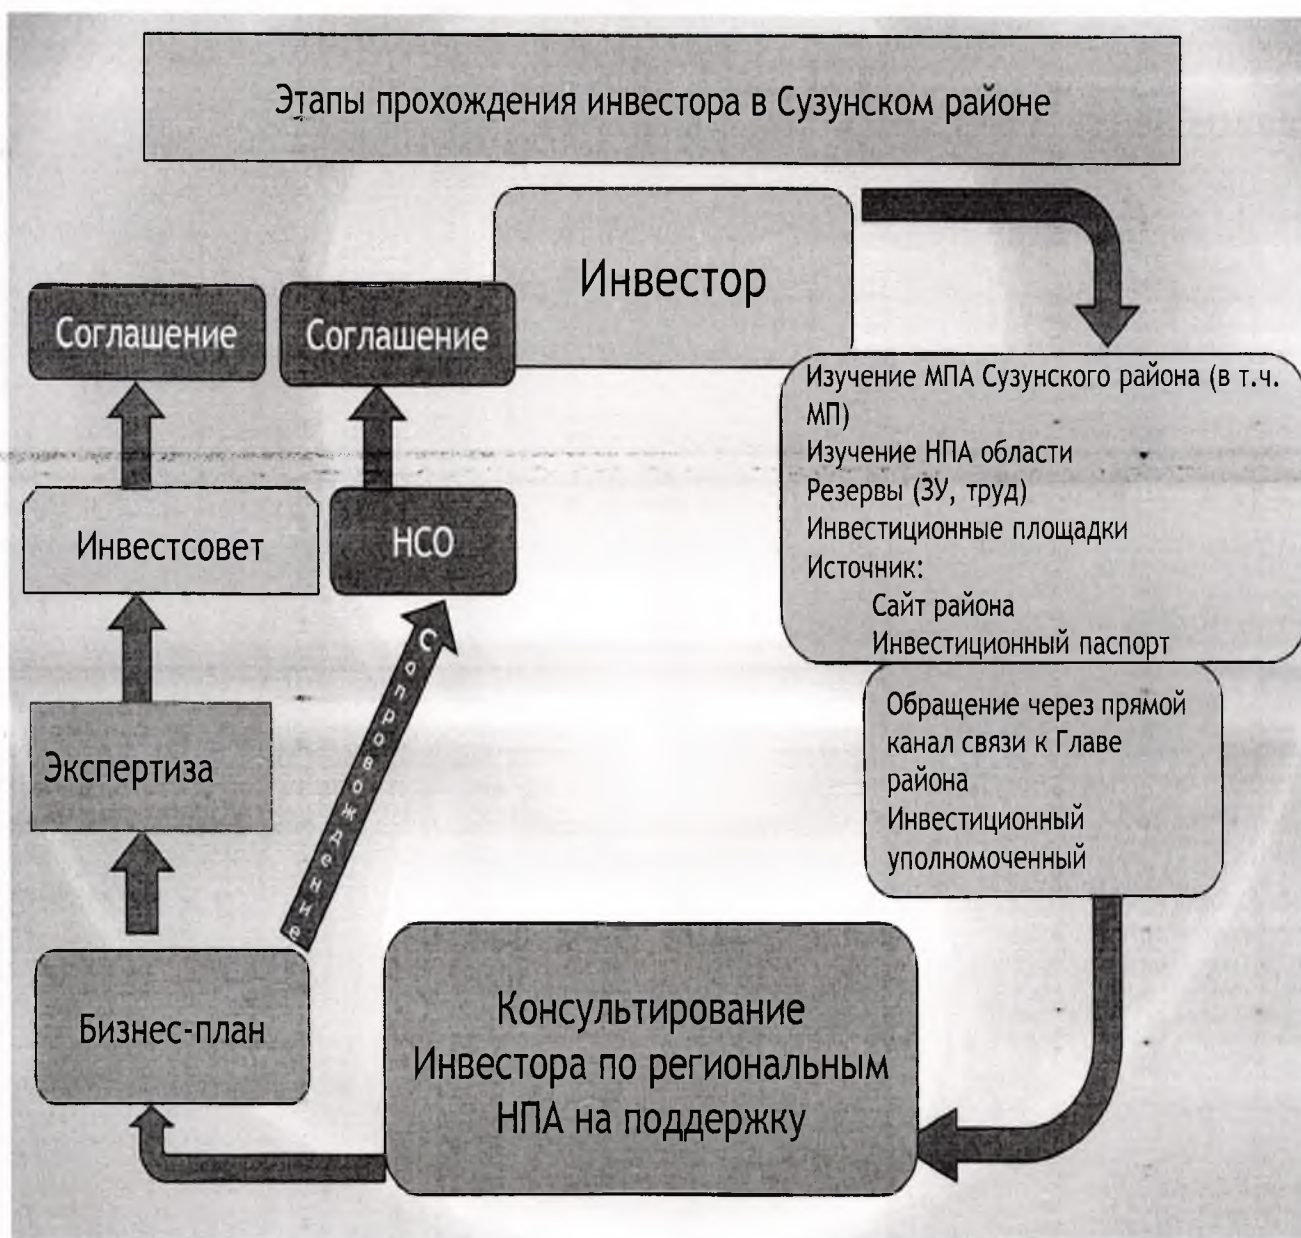 Этапы прохождения инвестора в Сузунском районе
Инвестор
Соглашение
Соглашение
Изучение МПА Сузунского района (в т.ч.
МП)
Изучение НПА области
Резервы (ЗУ, труд)
Инвестиционные площадки
Источник:
Сайт района
Инвестиционный паспорт
Инвестсовет
НСО
Сопровождение
Обращение через прямой
канал связи к Главе
района
Инвестиционный
уполномоченный
Экспертиза
Бизнес-план
Консультирование
Инвестора по региональным
НПА на поддержку